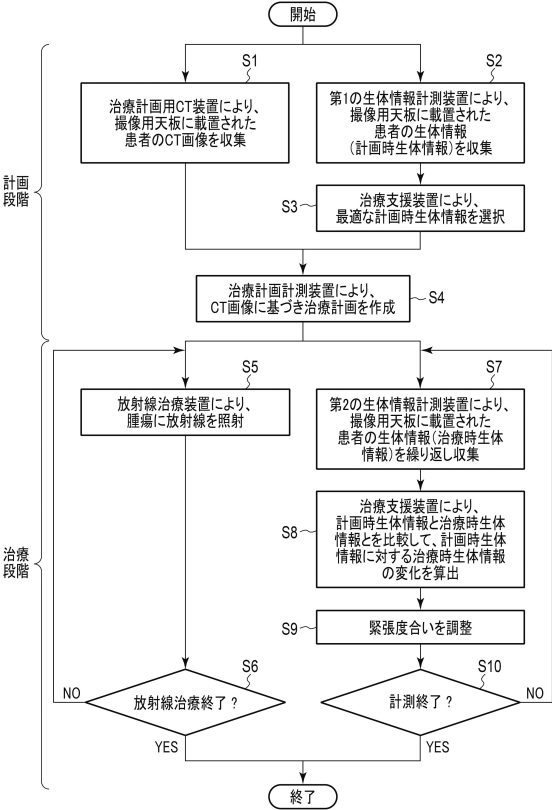 開始
計画
段階
S1
治療計画用CT装置により、
撮像用天板に載置された
患者のCT画像を収集
S2
第1の生体情報計測装置により、
撮像用天板に載置された
患者の生体情報
(計画時生体情報)を収集
S3
治療支援装置により、
最適な計画時生体情報を選択
治療計画計測装置により、
CT画像に基づき治療計画を作成
S4
治療
段階
S5
放射線治療装置により、
腫瘍に放射線を照射
S7
第2の生体情報計測装置により、
撮像用天板に載置された
患者の生体情報(治療時生体
情報)を繰り返し収集
S8
治療支援装置により、
計画時生体情報と治療時生体
情報とを比較して、計画時生体
情報に対する治療時生体情報
の変化を算出
S9
緊張度合いを調整
S6
放射線治療終了?
NO
YES
S10
計測終了?
NO
YES
終了